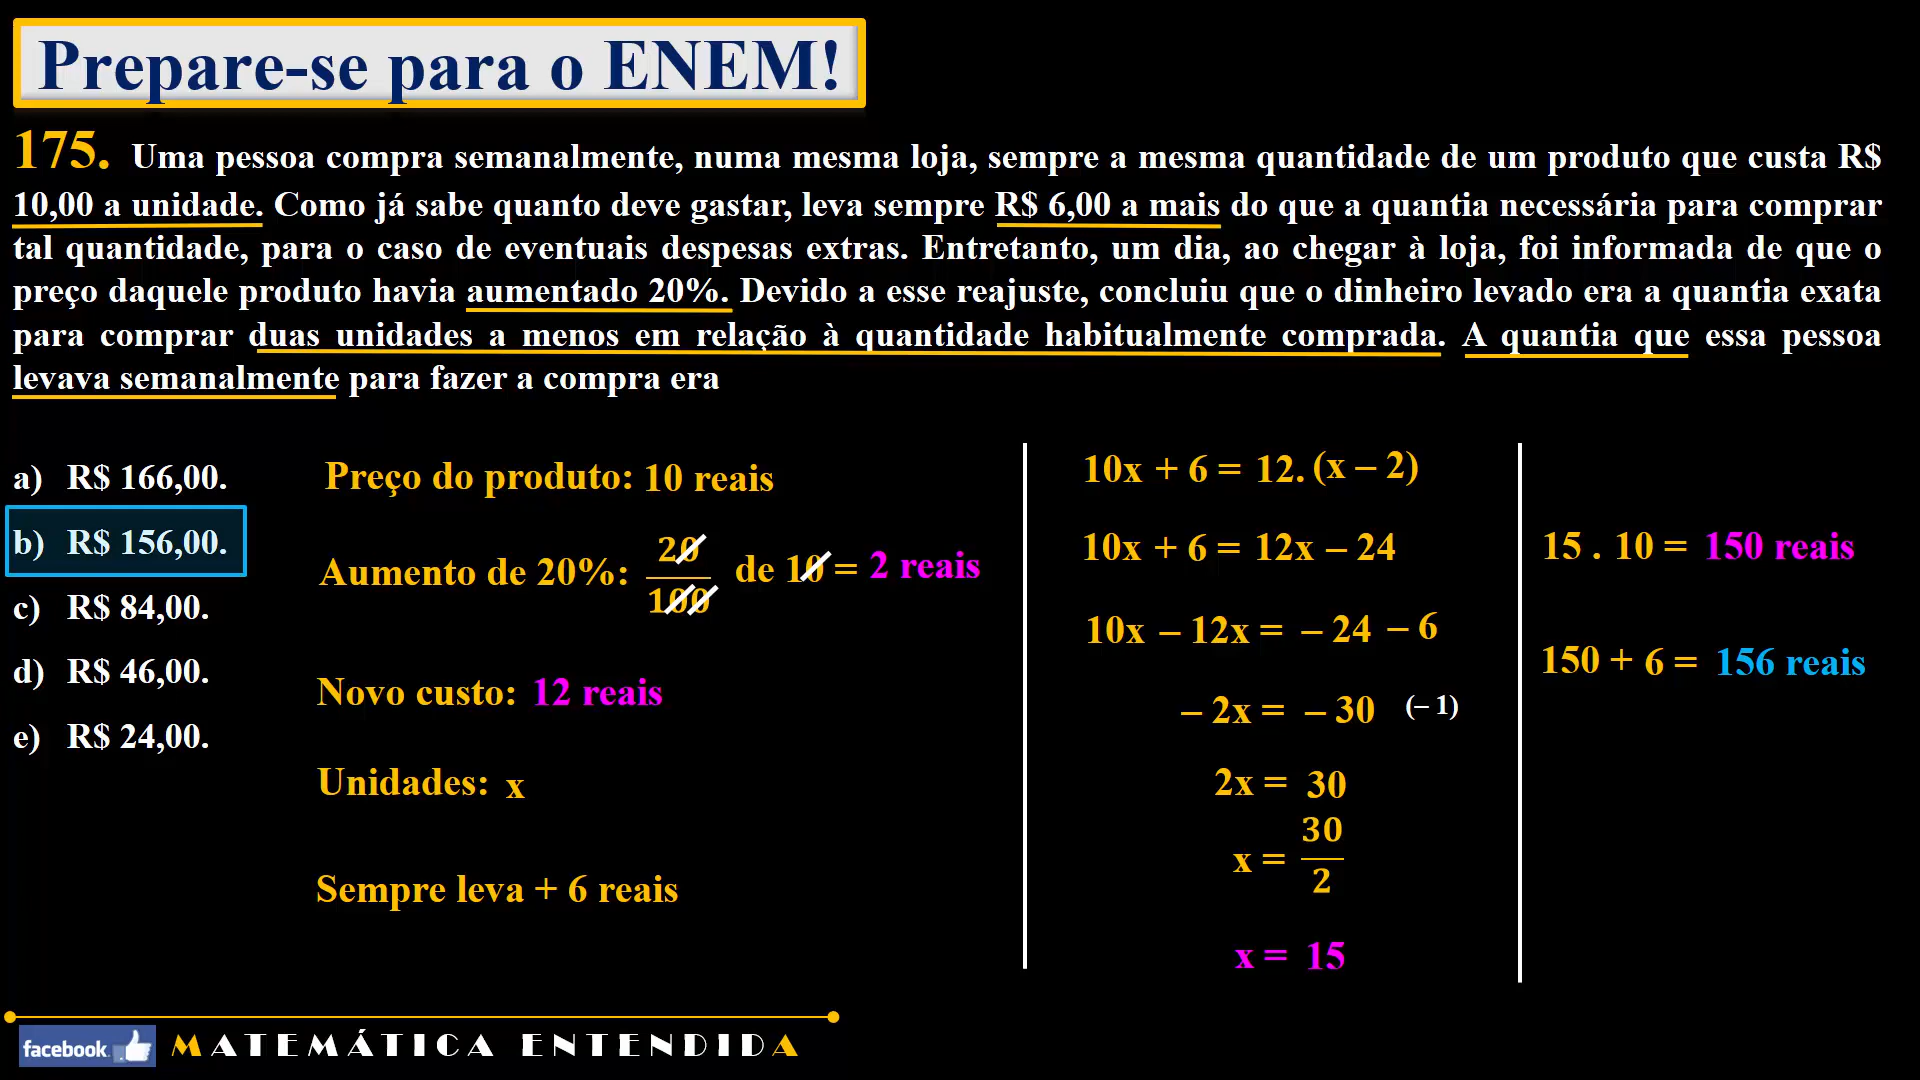 Prepare-se para o ENEM!
175. Uma pessoa compra semanalmente, numa mesma loja, sempre a mesma quantidade de um produto que custa R$
10,00 a unidade. Como já sabe quanto deve gastar, leva sempre R$ 6,00 a mais do que a quantia necessária para comprar
tal quantidade, para o caso de eventuais despesas extras. Entretanto, um dia, ao chegar à loja, foi informada de que o
preço daquele produto havia aumentado 20%. Devido a esse reajuste, concluiu que o dinheiro levado era a quantia exata
para comprar duas unidades a menos em relação à quantidade habitualmente comprada. A quantia que essa pessoa
levava semanalmente para fazer a compra era
a) R$ 166,00.
b) R$ 156,00.
c) R$ 84,00.
d) R$ 46,00.
e) R$ 24,00.
Preço do produto: 10 reais
Aumento de 20%: 20/100 de 10 = 2 reais
Novo custo: 12 reais
Unidades: x
Sempre leva + 6 reais
10x + 6 = 12. (x – 2)
10x + 6 = 12x – 24
10x – 12x = – 24 – 6
– 2x = – 30 (– 1)
2x = 30
x = 30/2
x = 15
15 . 10 = 150 reais
150 + 6 = 156 reais
facebook MATEMÁTICA ENTENDIDA